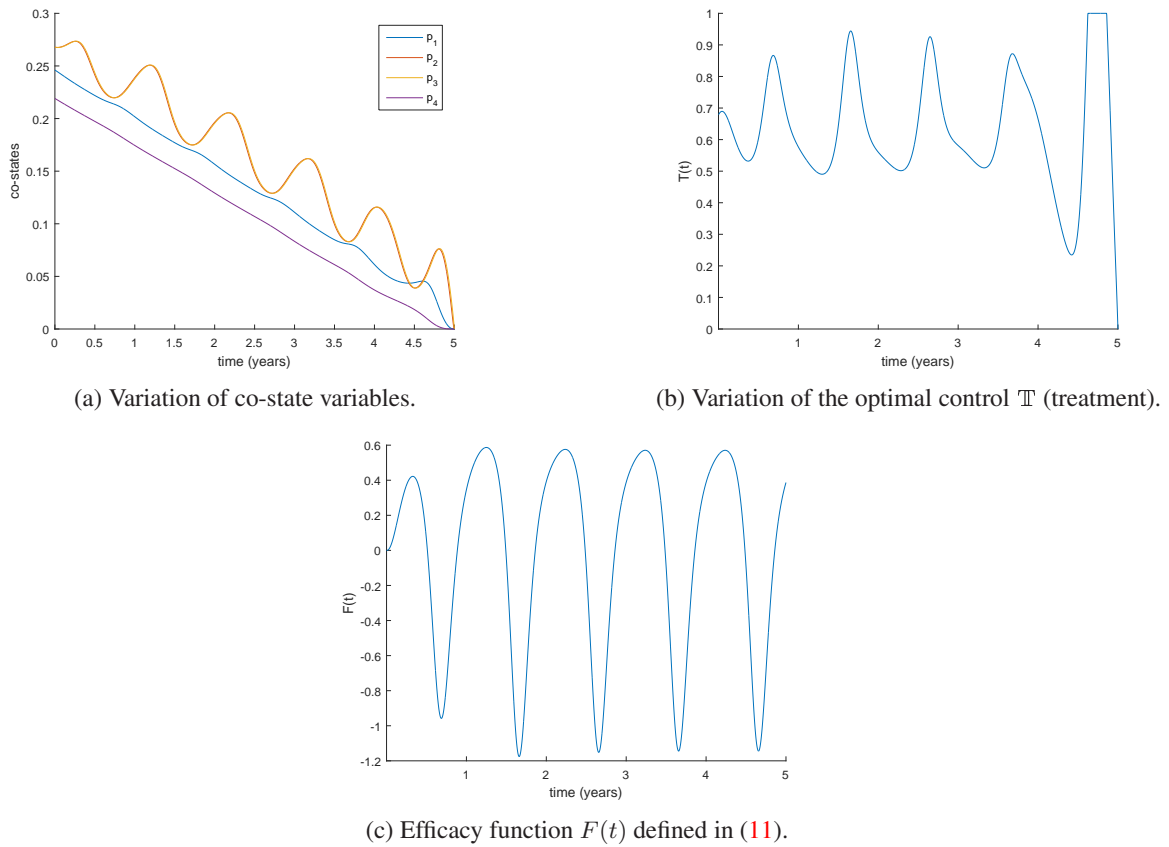 0.3
0.25
0.2
0.15
0.1
0.05
0
co-states
p1
p2
p3
p4
0 0.5 1 1.5 2 2.5 3 3.5 4 4.5 5
time (years)
(a) Variation of co-state variables.
1
0.9
0.8
0.7
0.6
0.5
0.4
0.3
0.2
0.1
0
T(t)
1 2 3 4 5
time (years)
(b) Variation of the optimal control 𝕋 (treatment).
0.6
0.4
0.2
0
-0.2
-0.4
-0.6
-0.8
-1
-1.2
F(t)
1 2 3 4 5
time (years)
(c) Efficacy function F(t) defined in (11).